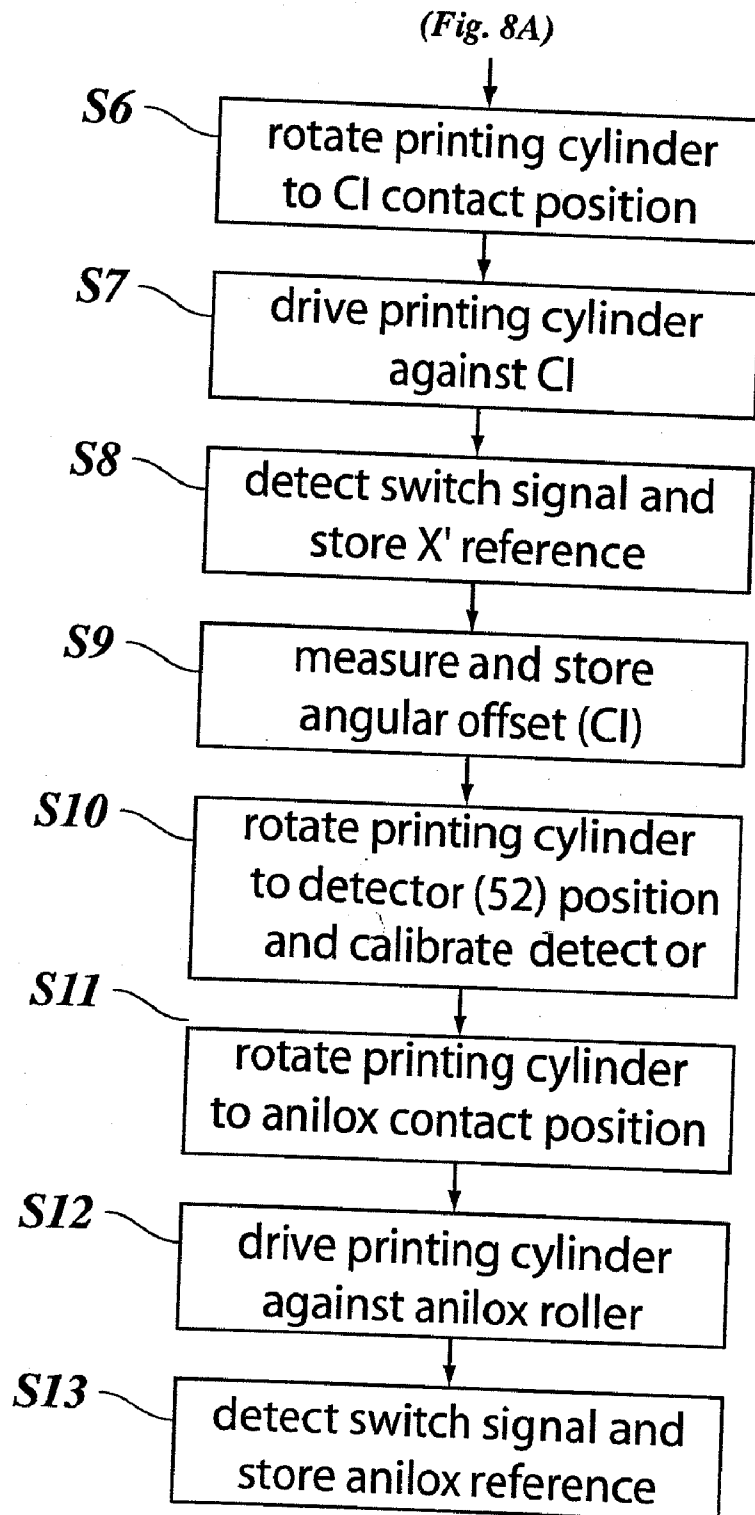 (Fig. 8A)
S6
rotate printing cylinder
to CI contact position
S7
drive printing cylinder
against CI
S8
detect switch signal and
store X' reference
S9
measure and store
angular offset (CI)
S10
rotate printing cylinder
to detector (52) position
and calibrate detector
S11
rotate printing cylinder
to anilox contact position
S12
drive printing cylinder
against anilox roller
S13
detect switch signal and
store anilox reference